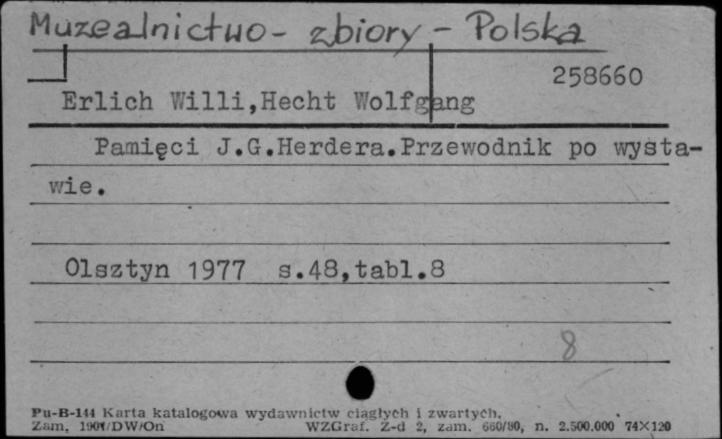 Muzealnictwo - zbiory - Polska
258660
Erlich Willi,Hecht Wolfgang
Pamięci J.G.Herdera.Przewodnik po wysta-
wie.
Olsztyn 1977 s.48,tabl.8
8
Pu-B-144 Karta katalogowa wydawnictw ciągłych i zwartych.
Zam. /DW/On WZGraf. Z-d 2, zam. 660/80, n. 2.500.000 74×120